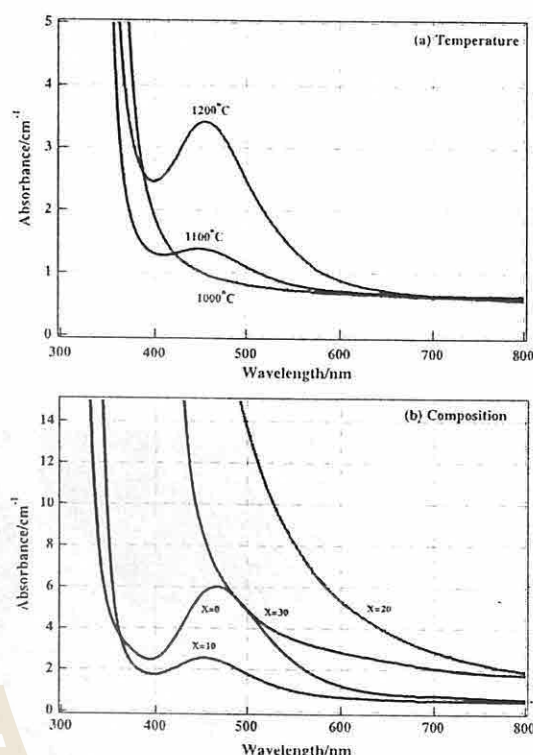 (a) Temperature
5
4
3
2
1
0
Absorbance/cm⁻¹
1200°C
1100°C
1000°C
300 400 500 600 700 800
Wavelength/nm
(b) Composition
14
12
10
8
6
4
2
0
Absorbance/cm⁻¹
X=0
X=30
X=20
X=10
300 400 500 600 700 800
Wavelength/nm